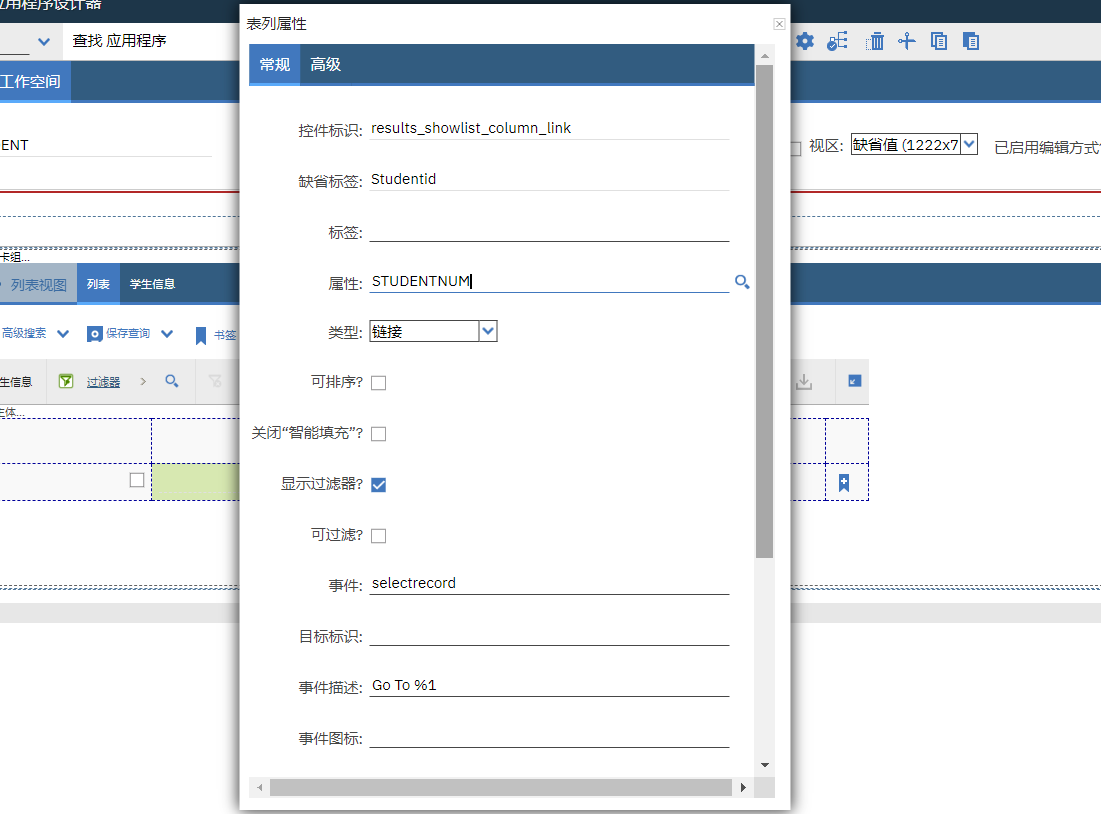 应用程序设计器
查找 应用程序
工作空间
ENT
视区: 缺省值 (1222x7
已启用编辑方式
卡组...
列表视图 列表 学生信息
高级搜索 保存查询 书签
生信息 过滤器
主体...
表列属性
常规 高级
控件标识: results_showlist_column_link
缺省标签: Studentid
标签:
属性: STUDENTNUM
类型: 链接
可排序?
关闭“智能填充”?
显示过滤器?
可过滤?
事件: selectrecord
目标标识:
事件描述: Go To %1
事件图标: